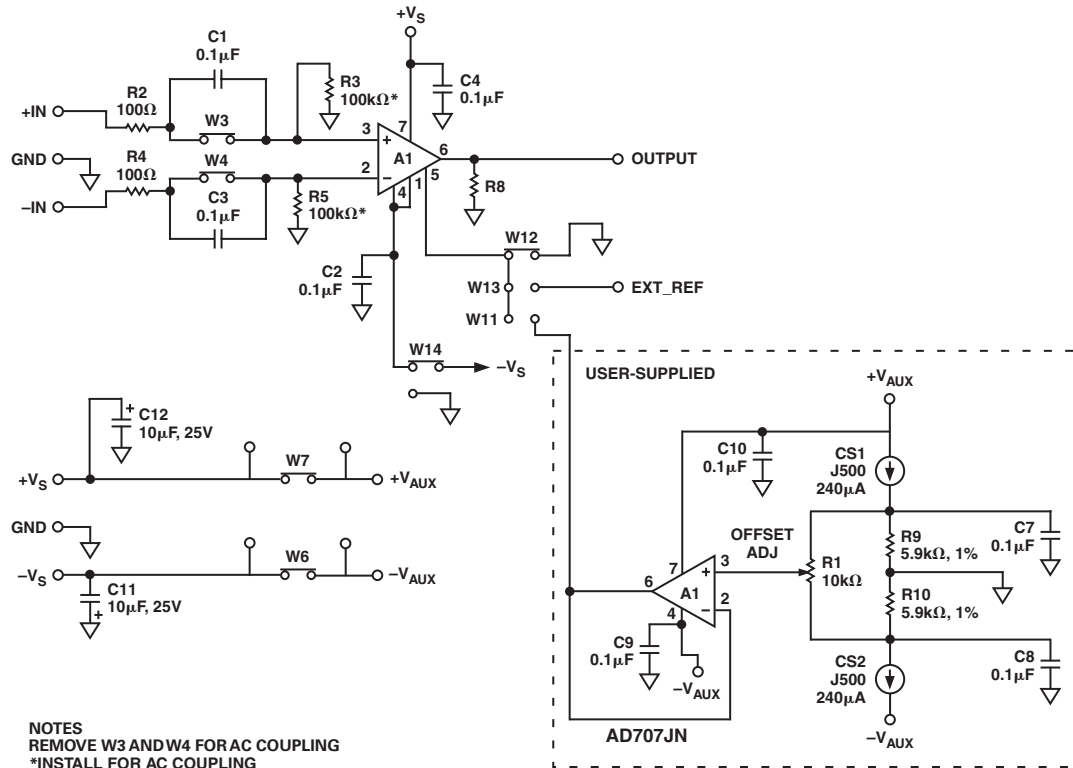 +VS
C1
0.1μF
R2
100Ω
W3
+IN
GND
R4
100Ω
W4
–IN
C3
0.1μF
R3
100kΩ*
R5
100kΩ*
C4
0.1μF
3
+
7
A1
6
2
–
4
1
5
OUTPUT
R8
C2
0.1μF
W12
W13
EXT_REF
W11
W14
–VS
C12
+
10μF, 25V
+VS
W7
+VAUX
GND
–VS
W6
–VAUX
C11
10μF, 25V
+
USER-SUPPLIED
+VAUX
C10
0.1μF
CS1
J500
240μA
OFFSET
ADJ
R1
10kΩ
R9
5.9kΩ, 1%
C7
0.1μF
R10
5.9kΩ, 1%
7
6
A1
+
3
–
2
4
C9
0.1μF
–VAUX
CS2
J500
240μA
C8
0.1μF
–VAUX
AD707JN
NOTES
REMOVE W3 AND W4 FOR AC COUPLING
*INSTALL FOR AC COUPLING